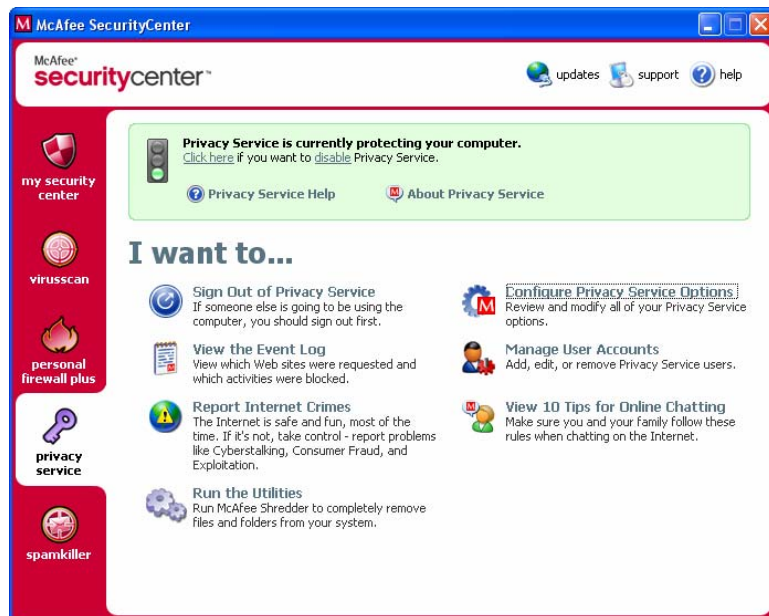 McAfee SecurityCenter
McAfee®
securitycenter™
updates
support
help
my security
center
virusscan
personal
firewall plus
privacy
service
spamkiller
Privacy Service is currently protecting your computer.
Click here if you want to disable Privacy Service.
Privacy Service Help
About Privacy Service
I want to...
Sign Out of Privacy Service
If someone else is going to be using the
computer, you should sign out first.
Configure Privacy Service Options
Review and modify all of your Privacy Service
options.
View the Event Log
View which Web sites were requested and
which activities were blocked.
Manage User Accounts
Add, edit, or remove Privacy Service users.
Report Internet Crimes
The Internet is safe and fun, most of the
time. If it's not, take control - report problems
like Cyberstalking, Consumer Fraud, and
Exploitation.
View 10 Tips for Online Chatting
Make sure you and your family follow these
rules when chatting on the Internet.
Run the Utilities
Run McAfee Shredder to completely remove
files and folders from your system.